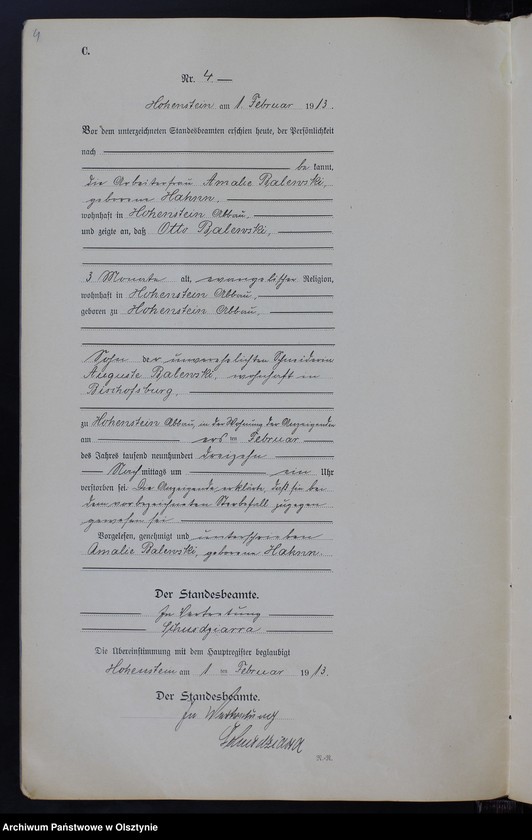 4
C.
Nr. 4.
Hohenstein am 1. Februar 1913.
Vor dem unterzeichneten Standesbeamten erschien heute, der Persönlichkeit
nach
be kannt,
die Arbeiterfrau Amalie Balewski,
geborene Hahnn,
wohnhaft in Hohenstein Abbau,
und zeigte an, daß Otto Balewski,
3 Monate alt, evangelischer Religion,
wohnhaft in Hohenstein Abbau,
geboren zu Hohenstein Abbau,
Sohn der unverehelichten Schneiderin
Auguste Balewski, wohnhaft in
Bischofsburg,
zu Hohenstein Abbau, in der Wohnung der Anzeigenden
am ersten Februar
des Jahres tausend neunhundert dreizehn
Nachmittags um ein Uhr
verstorben sei. Die Anzeigende erklärte, daß sie bei
dem vorbezeichneten Sterbefall zugegen
gewesen sei
Vorgelesen, genehmigt und unterschrieben
Amalie Balewski, geborene Hahnn.
Der Standesbeamte.
In Vertretung
Die Übereinstimmung mit dem Hauptregister beglaubigt
Hohenstein am 1 ten Februar 1913.
Der Standesbeamte.
In Vertretung
Archiwum Państwowe w Olsztynie